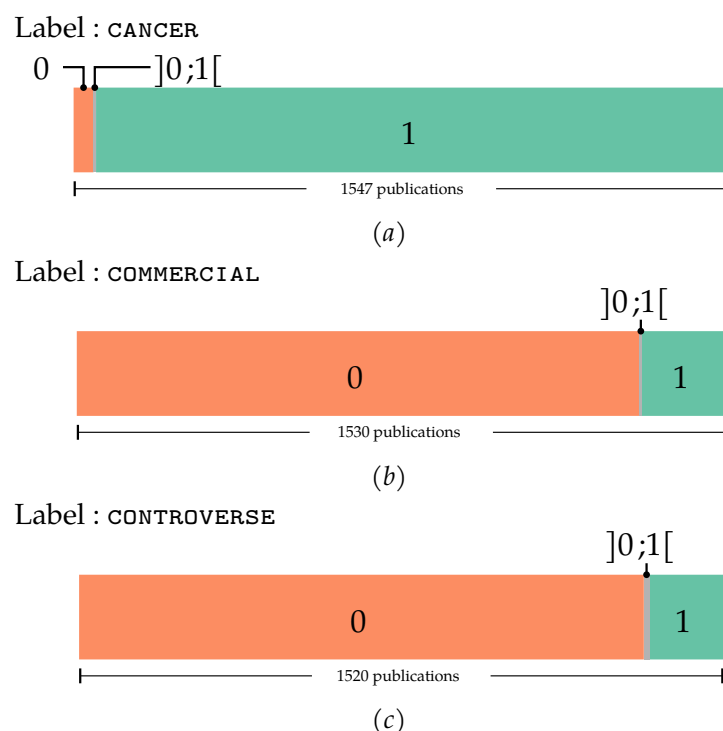 Label : CANCER
0 ]0 ;1[
1
1547 publications
(a)
Label : COMMERCIAL
]0 ;1[
0 1
1530 publications
(b)
Label : CONTROVERSE
]0 ;1[
0 1
1520 publications
(c)